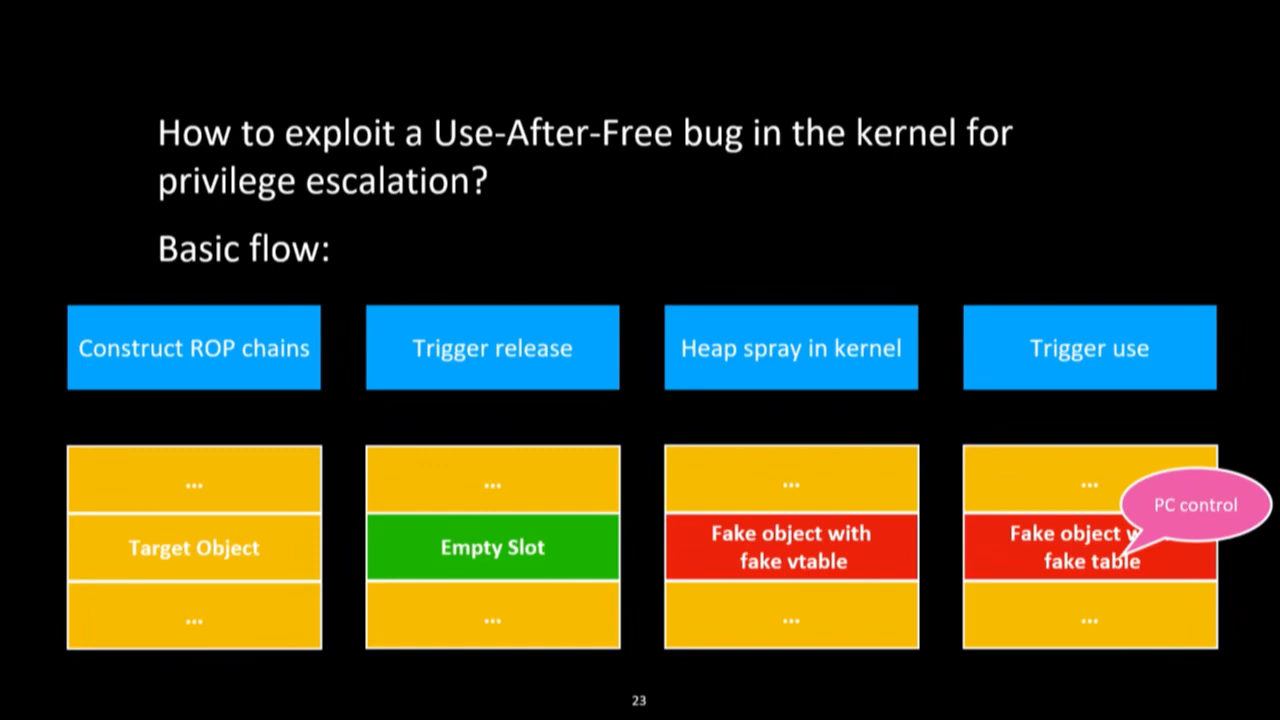 How to exploit a Use-After-Free bug in the kernel for
privilege escalation?
Basic flow:
Construct ROP chains
Trigger release
Heap spray in kernel
Trigger use
...
Target Object
...
...
Empty Slot
...
...
Fake object with
fake vtable
...
...
PC control
Fake object w
fake table
...
23